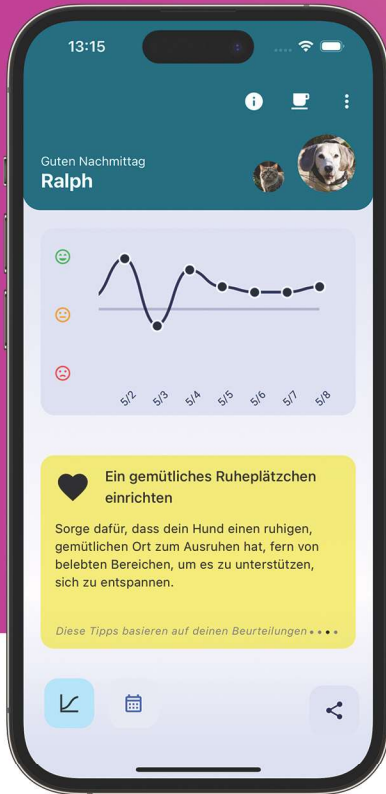 13:15
Guten Nachmittag
Ralph
5/2 5/3 5/4 5/5 5/6 5/7 5/8
Ein gemütliches Ruheplätzchen
einrichten
Sorge dafür, dass dein Hund einen ruhigen,
gemütlichen Ort zum Ausruhen hat, fern von
belebten Bereichen, um es zu unterstützen,
sich zu entspannen.
Diese Tipps basieren auf deinen Beurteilungen